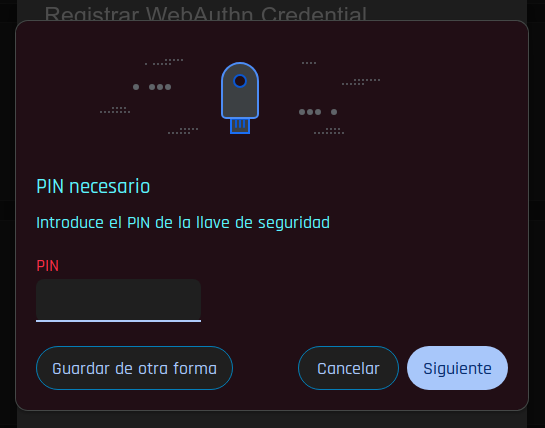 Registrar WebAuthn Credential
PIN necesario
Introduce el PIN de la llave de seguridad
PIN
Guardar de otra forma
Cancelar
Siguiente